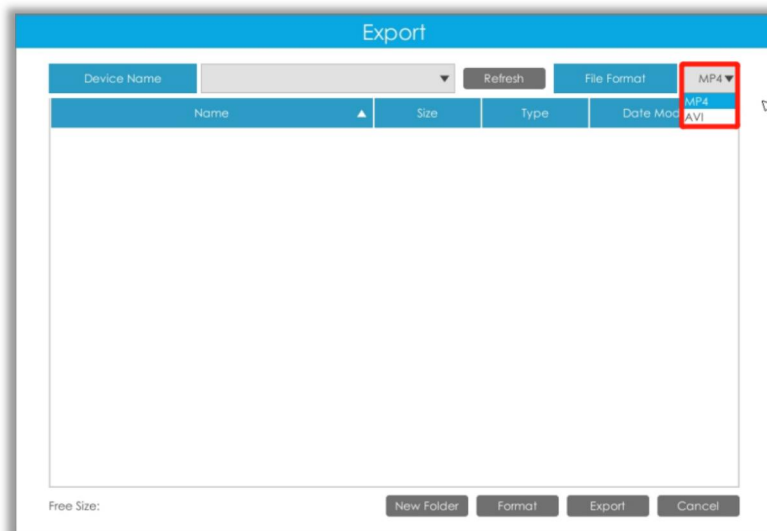 Export
Device Name Refresh File Format MP4
MP4
AVI
Name Size Type Date Mod
Free Size: New Folder Format Export Cancel